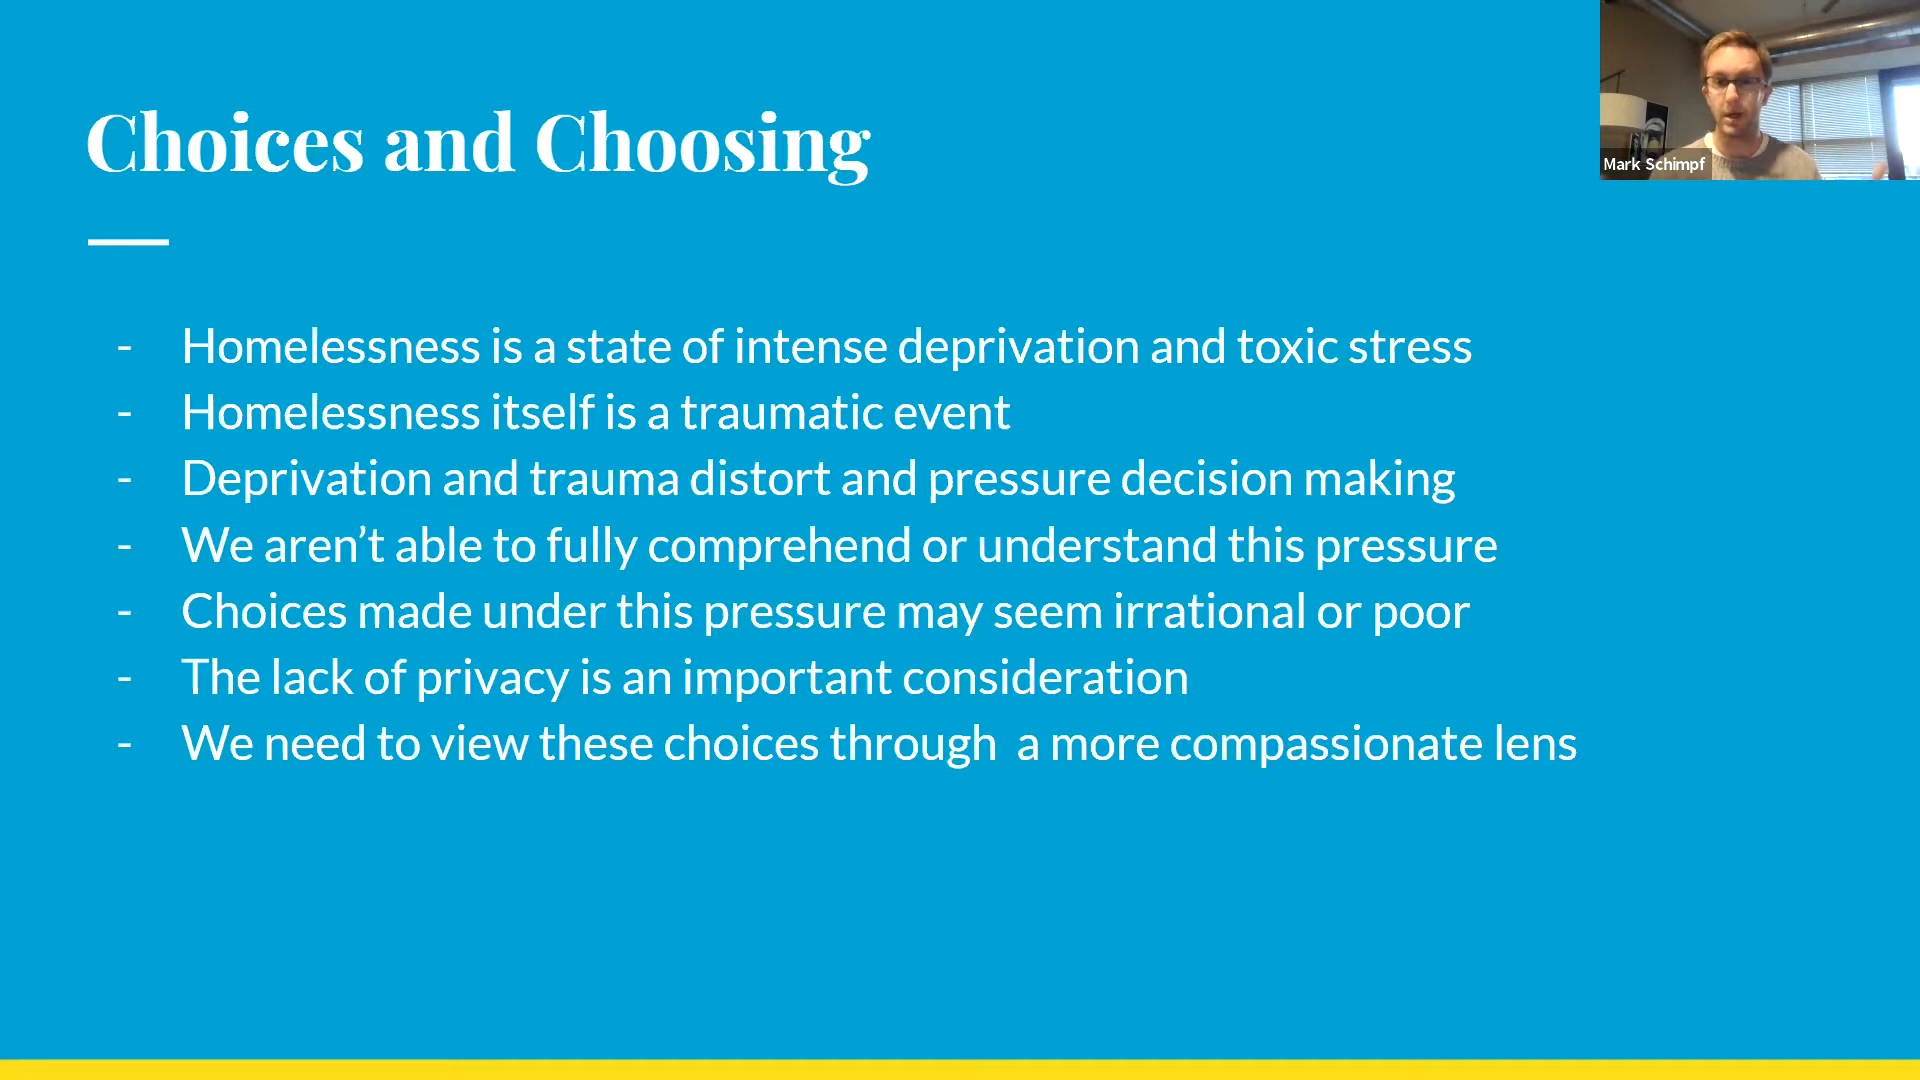 Choices and Choosing
Mark Schimpf
- Homelessness is a state of intense deprivation and toxic stress
- Homelessness itself is a traumatic event
- Deprivation and trauma distort and pressure decision making
- We aren’t able to fully comprehend or understand this pressure
- Choices made under this pressure may seem irrational or poor
- The lack of privacy is an important consideration
- We need to view these choices through  a more compassionate lens